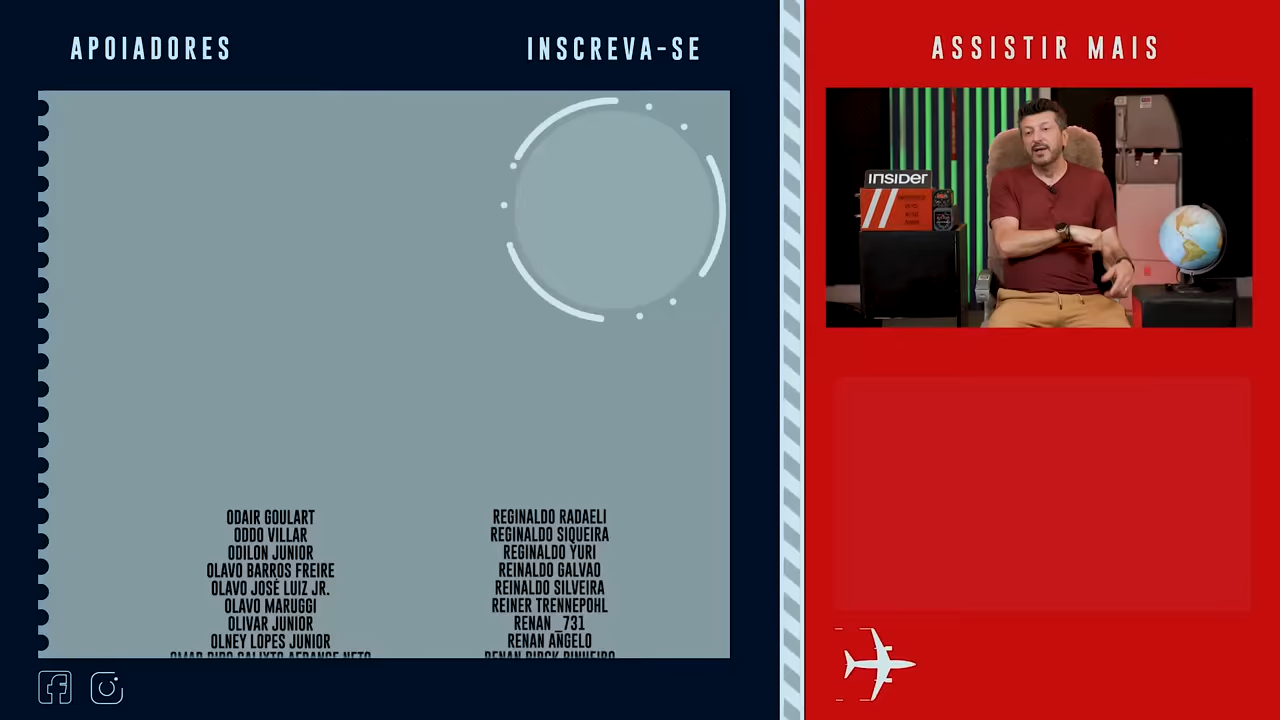 APOIADORES
INSCREVA-SE
ASSISTIR MAIS
INSIDER
ODAIR GOULART
ODDO VILLAR
ODILON JUNIOR
OLAVO BARROS FREIRE
OLAVO JOSÉ LUIZ JR.
OLAVO MARUGGI
OLIVAR JUNIOR
OLNEY LOPES JUNIOR
REGINALDO RADAELI
REGINALDO SIQUEIRA
REGINALDO YURI
REINALDO GALVAO
REINALDO SILVEIRA
REINER TRENNEPOHL
RENAN _731
RENAN ANGELO